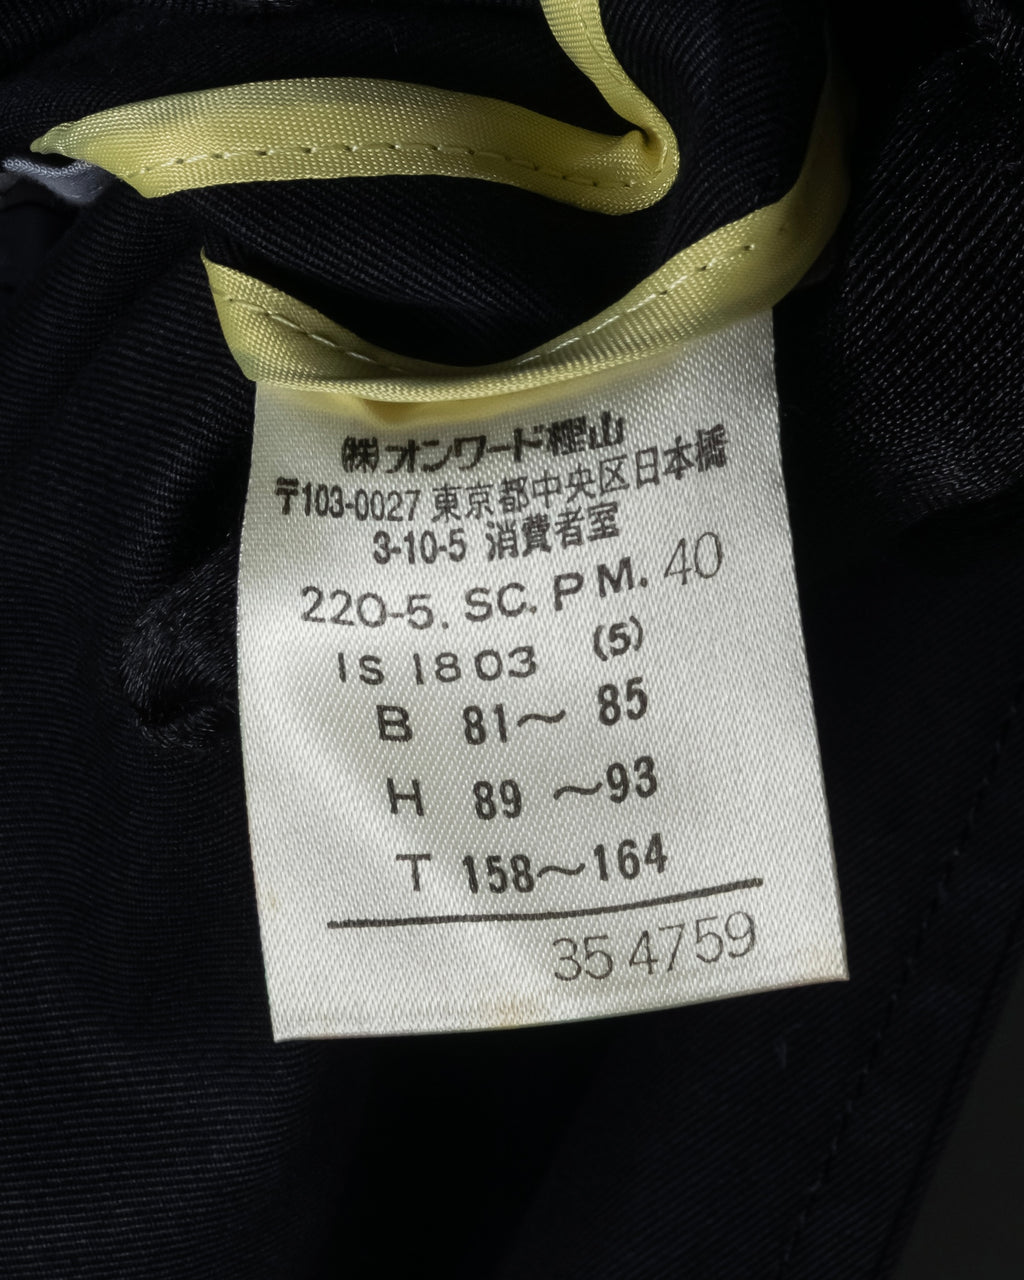 ㈱オンワード樫山
〒103-0027 東京都中央区日本橋
3-10-5 消費者室
220-5. SC. P M. 40
IS 1803 (5)
B 81〜 85
H 89 〜93
T 158〜164
35 4759